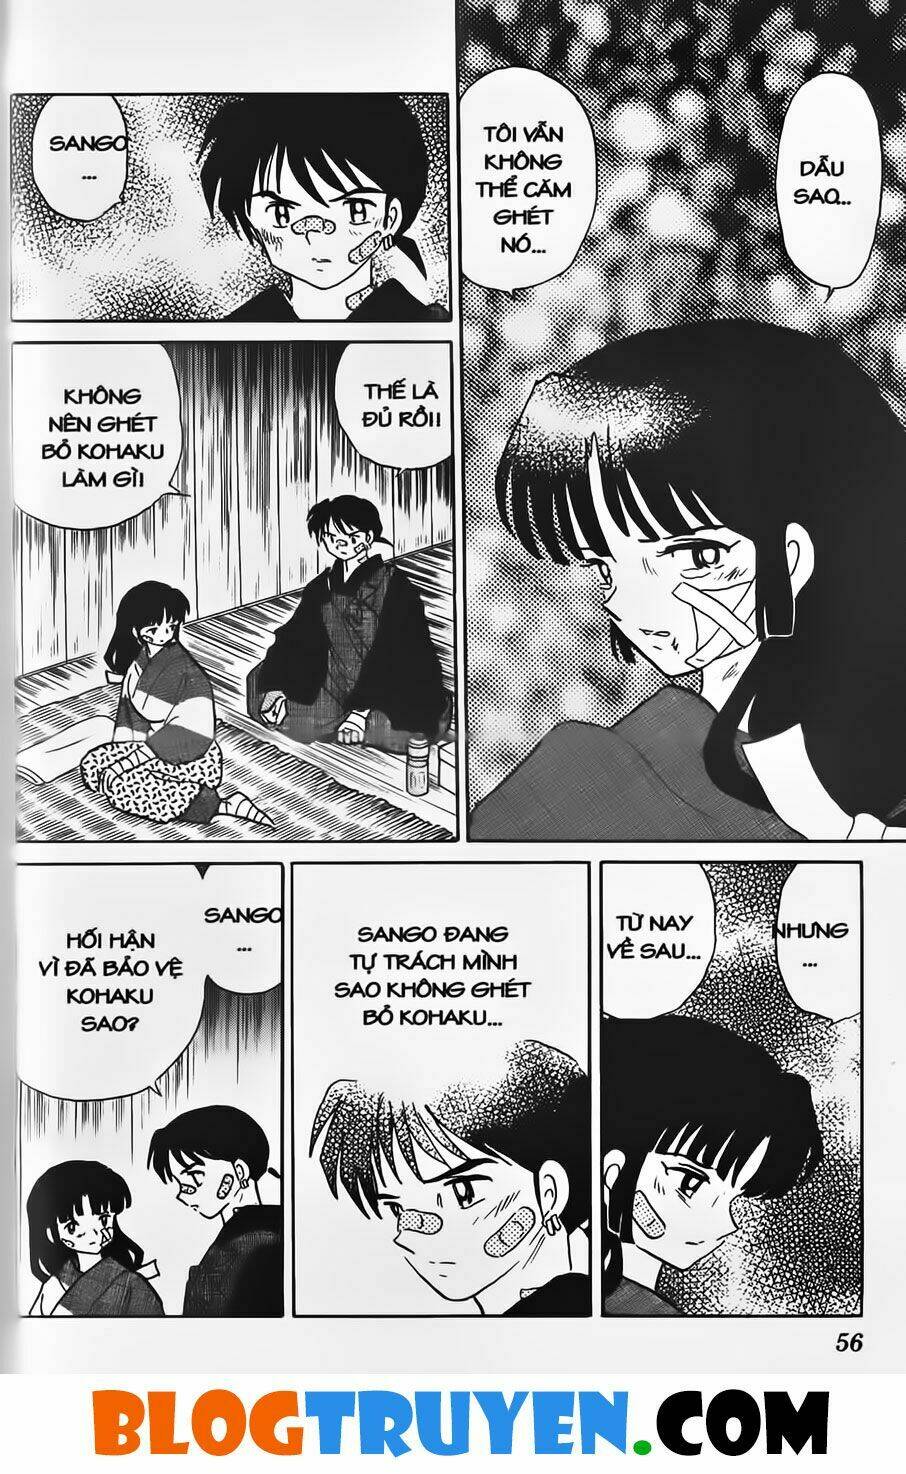 DẪU
SAO...
TÔI VẪN
KHÔNG
THỂ CĂM
GHÉT
NÓ...
SANGO
...
THẾ LÀ
ĐỦ RỒI!
KHÔNG
NÊN GHÉT
BỎ KOHAKU
LÀM GÌ!
NHƯNG
...
TỪ NAY
VỀ SAU...
SANGO ĐANG
TỰ TRÁCH MÌNH
SAO KHÔNG GHÉT
BỎ KOHAKU...
SANGO
...
HỐI HẬN
VÌ ĐÃ BẢO VỆ
KOHAKU
SAO?
56
BLOGTRUYEN.COM